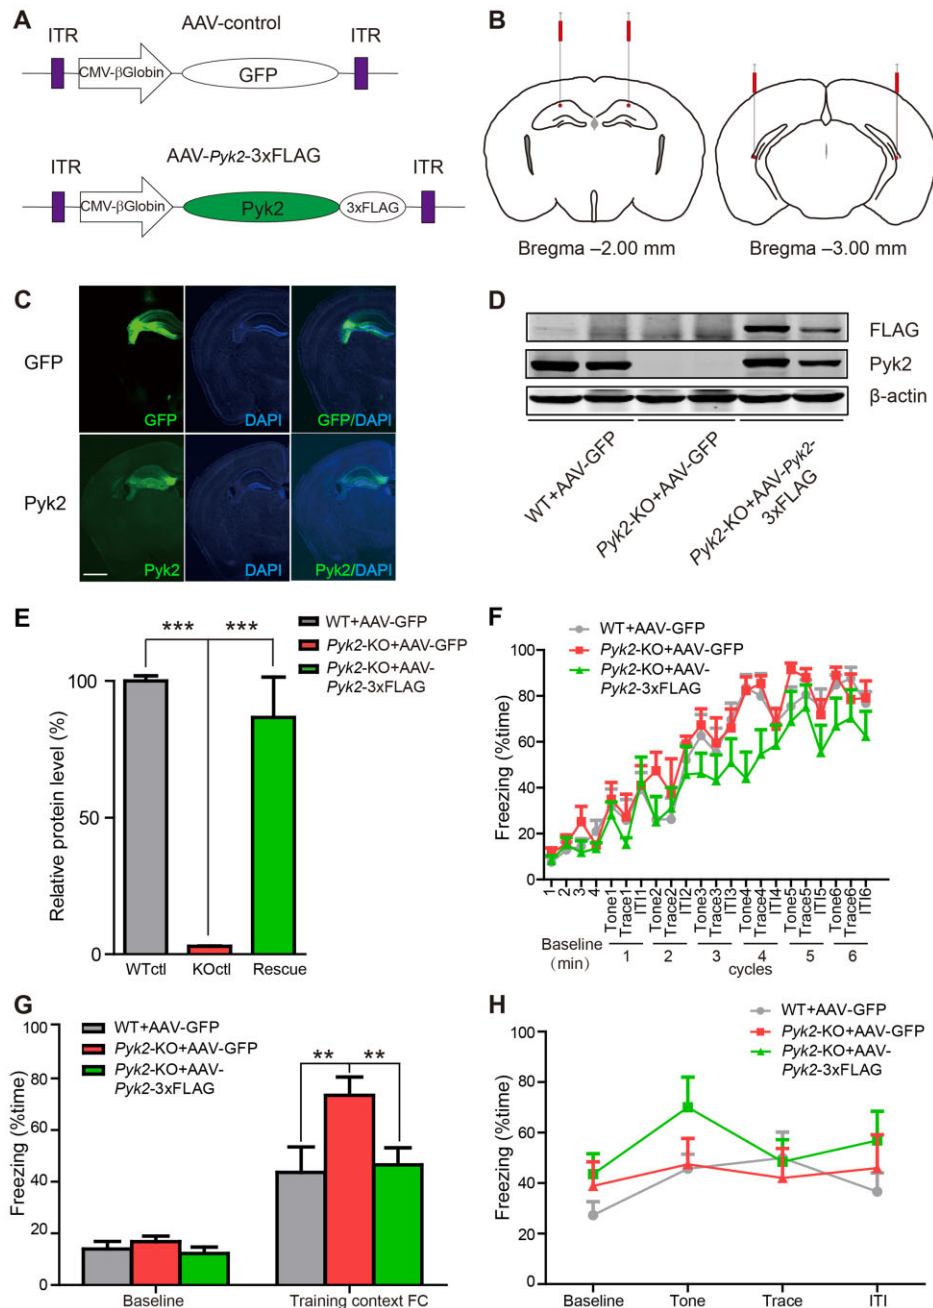 A
AAV-control
ITR
ITR
CMV-βGlobin
GFP
AAV-Pyk2-3xFLAG
ITR
ITR
CMV-βGlobin
Pyk2
3xFLAG
B
Bregma –2.00 mm
Bregma –3.00 mm
C
GFP
GFP
DAPI
GFP/DAPI
Pyk2
Pyk2
DAPI
Pyk2/DAPI
D
FLAG
Pyk2
β-actin
WT+AAV-GFP
Pyk2-KO+AAV-GFP
Pyk2-KO+AAV-Pyk2-
3xFLAG
E
WT+AAV-GFP
Pyk2-KO+AAV-GFP
Pyk2-KO+AAV-
Pyk2-3xFLAG
*** ***
Relative protein level (%)
100
50
0
WTctl KOctl Rescue
F
WT+AAV-GFP
Pyk2-KO+AAV-GFP
Pyk2-KO+AAV-
Pyk2-3xFLAG
Freezing (%time)
100
80
60
40
20
0
1 2 3 4 Tone1 Trace1 ITI1 Tone2 Trace2 ITI2 Tone3 Trace3 ITI3 Tone4 Trace4 ITI4 Tone5 Trace5 ITI5 Tone6 Trace6 ITI6
Baseline 1 2 3 4 5 6
(min) cycles
G
WT+AAV-GFP
Pyk2-KO+AAV-GFP
Pyk2-KO+AAV-
Pyk2-3xFLAG
** **
Freezing (%time)
100
80
60
40
20
0
Baseline Training context FC
H
WT+AAV-GFP
Pyk2-KO+AAV-GFP
Pyk2-KO+AAV-
Pyk2-3xFLAG
Freezing (%time)
100
80
60
40
20
0
Baseline Tone Trace ITI